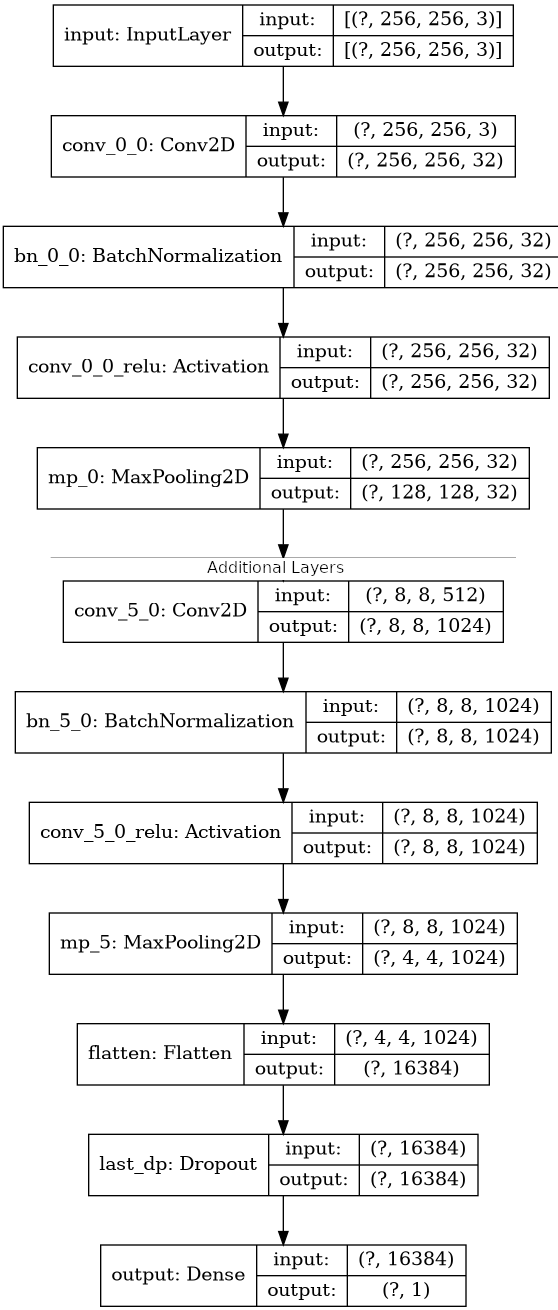 input: InputLayer
input:
[(?, 256, 256, 3)]
output:
[(?, 256, 256, 3)]
conv_0_0: Conv2D
input:
(?, 256, 256, 3)
output:
(?, 256, 256, 32)
bn_0_0: BatchNormalization
input:
(?, 256, 256, 32)
output:
(?, 256, 256, 32)
conv_0_0_relu: Activation
input:
(?, 256, 256, 32)
output:
(?, 256, 256, 32)
mp_0: MaxPooling2D
input:
(?, 256, 256, 32)
output:
(?, 128, 128, 32)
Additional Layers
conv_5_0: Conv2D
input:
(?, 8, 8, 512)
output:
(?, 8, 8, 1024)
bn_5_0: BatchNormalization
input:
(?, 8, 8, 1024)
output:
(?, 8, 8, 1024)
conv_5_0_relu: Activation
input:
(?, 8, 8, 1024)
output:
(?, 8, 8, 1024)
mp_5: MaxPooling2D
input:
(?, 8, 8, 1024)
output:
(?, 4, 4, 1024)
flatten: Flatten
input:
(?, 4, 4, 1024)
output:
(?, 16384)
last_dp: Dropout
input:
(?, 16384)
output:
(?, 16384)
output: Dense
input:
(?, 16384)
output:
(?, 1)